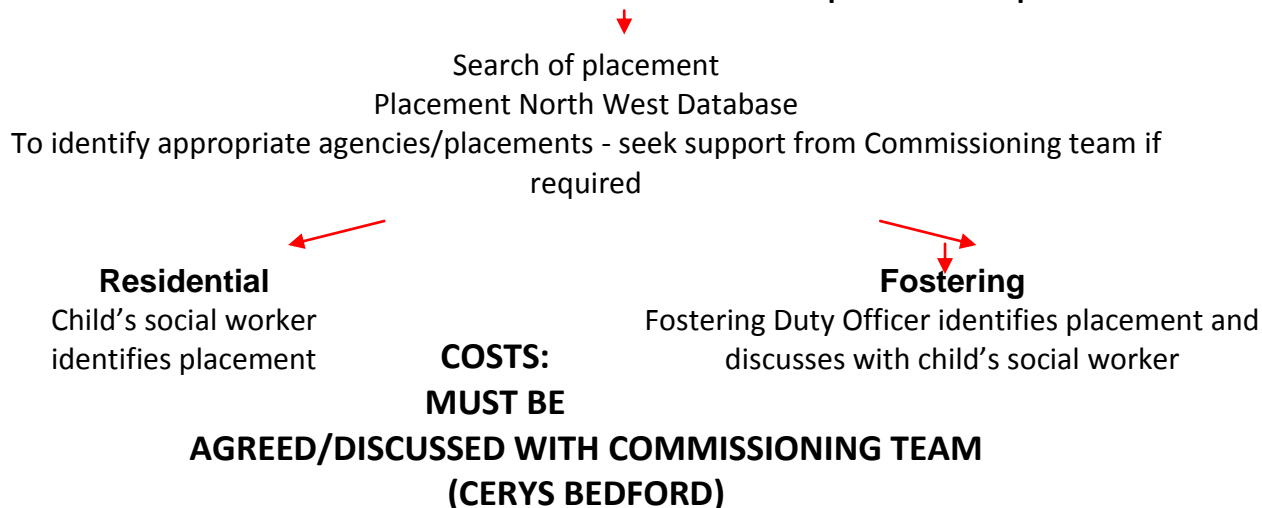 Search of placement
Placement North West Database
To identify appropriate agencies/placements - seek support from Commissioning team if
required
Residential
Child’s social worker
identifies placement
Fostering
Fostering Duty Officer identifies placement and
discusses with child’s social worker
COSTS:
MUST BE
AGREED/DISCUSSED WITH COMMISSIONING TEAM
(CERYS BEDFORD)